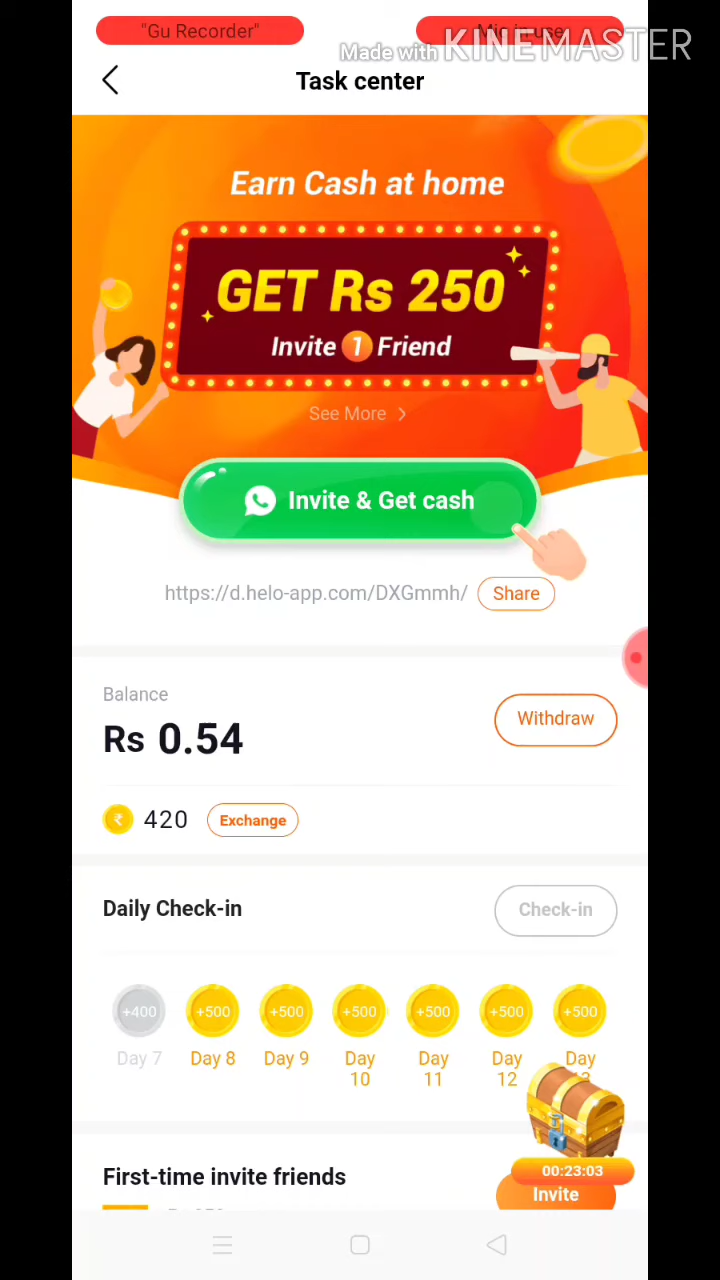 "Gu Recorder"
Mic in use
Made with KINEMASTER
Task center
Earn Cash at home
GET Rs 250
Invite 1 Friend
See More >
Invite & Get cash
https://d.helo-app.com/DXGmmh/ Share
Balance
Rs 0.54
Withdraw
₹ 420 Exchange
Daily Check-in
Check-in
+400 +500 +500 +500 +500 +500 +500
Day 7 Day 8 Day 9 Day 10 Day 11 Day 12 Day
00:23:03
First-time invite friends
Invite